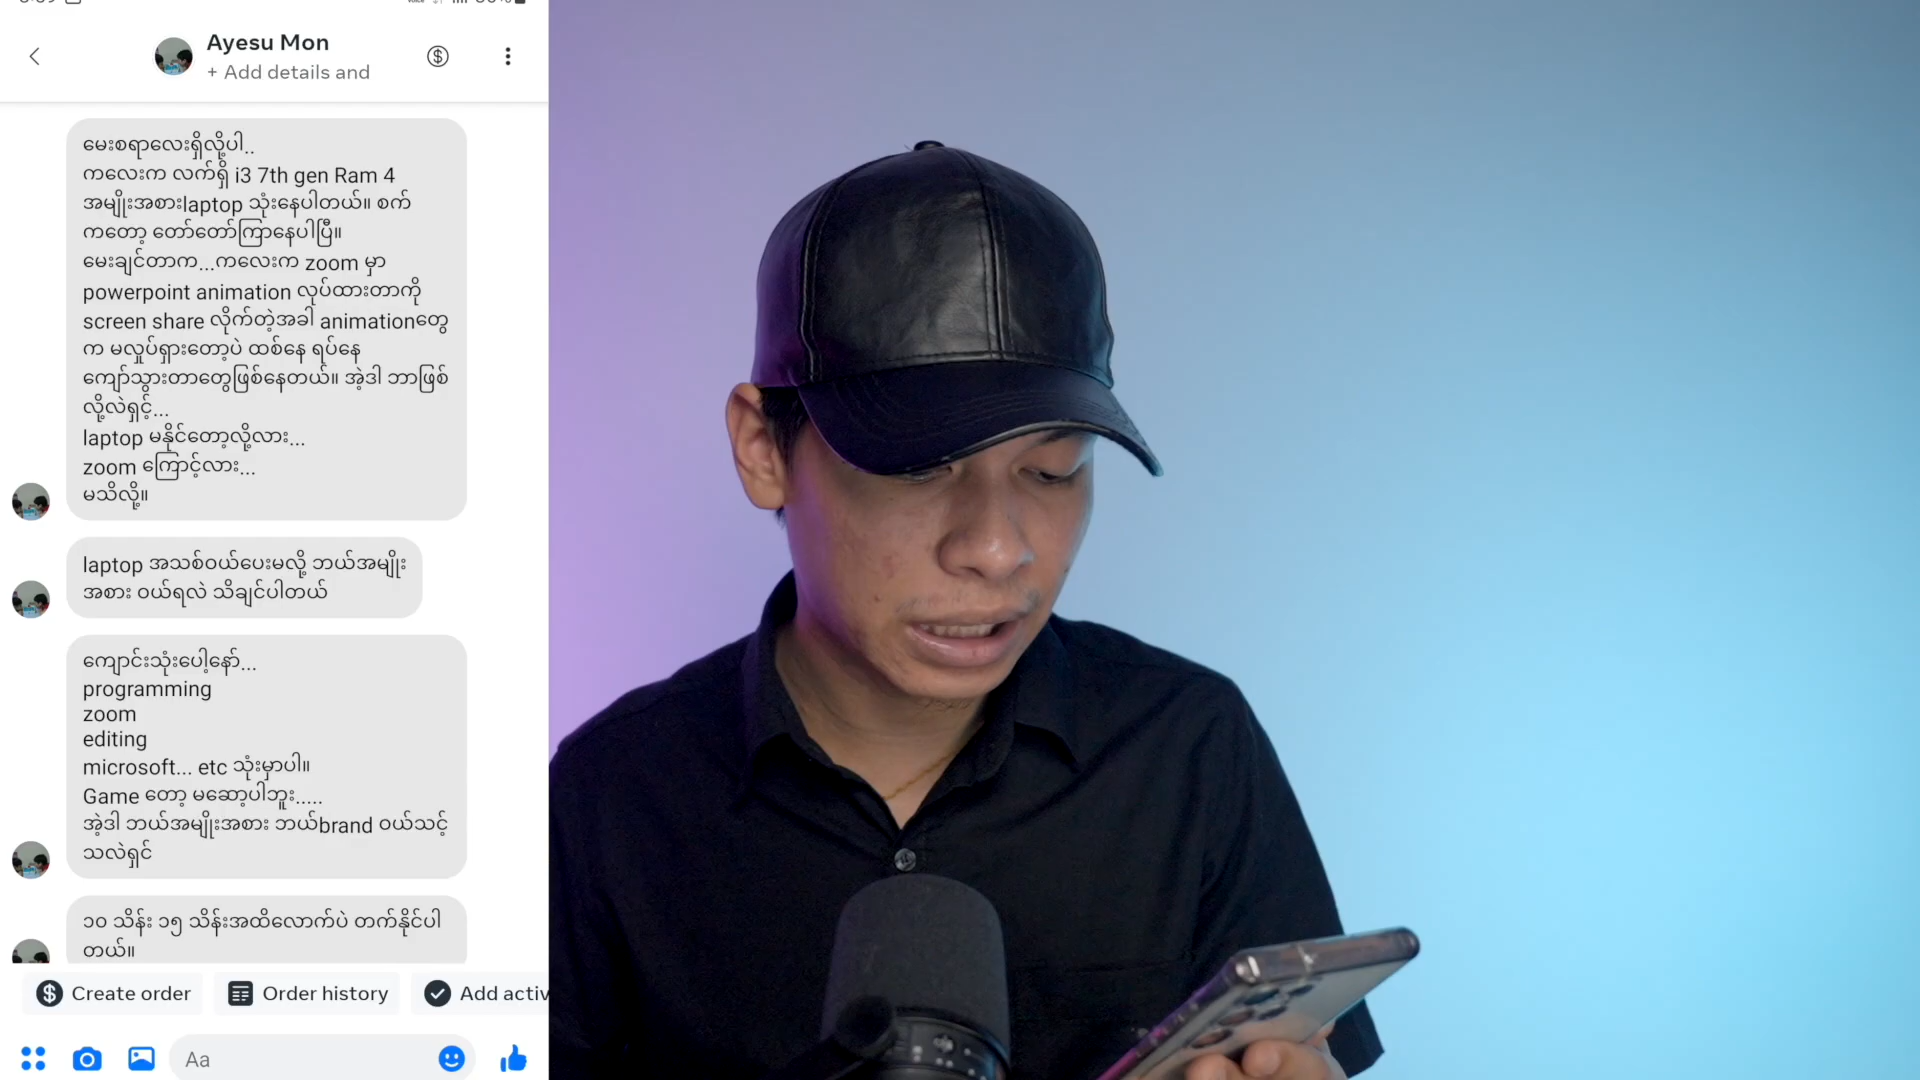 Ayesu Mon
+ Add details and
မေးစရာလေးရှိလို့ပါ..
ကလေးက လက်ရှိ i3 7th gen Ram 4
အမျိုးအစားlaptop သုံးနေပါတယ်။ စက်
ကတော့ တော်တော်ကြာနေပါပြီ။
မေးချင်တာက...ကလေးက zoom မှာ
powerpoint animation လုပ်ထားတာကို
screen share လိုက်တဲ့အခါ animationတွေ
က မလှုပ်ရှားတော့ပဲ ထစ်နေ ရပ်နေ
ကျော်သွားတာတွေဖြစ်နေတယ်။ အဲ့ဒါ ဘာဖြစ်
လို့လဲရှင့်...
laptop မနိုင်တော့လို့လား...
zoom ကြောင့်လား...
မသိလို့။
laptop အသစ်ဝယ်ပေးမလို့ ဘယ်အမျိုး
အစား ဝယ်ရလဲ သိချင်ပါတယ်
ကျောင်းသုံးပေါ့နော်...
programming
zoom
editing
microsoft... etc သုံးမှာပါ။
Game တော့ မဆော့ပါဘူး.....
အဲ့ဒါ ဘယ်အမျိုးအစား ဘယ်brand ဝယ်သင့်
သလဲရှင်
၁၀ သိန်း ၁၅ သိန်းအထိလောက်ပဲ တက်နိုင်ပါ
တယ်။
Create order
Order history
Add activ
Aa